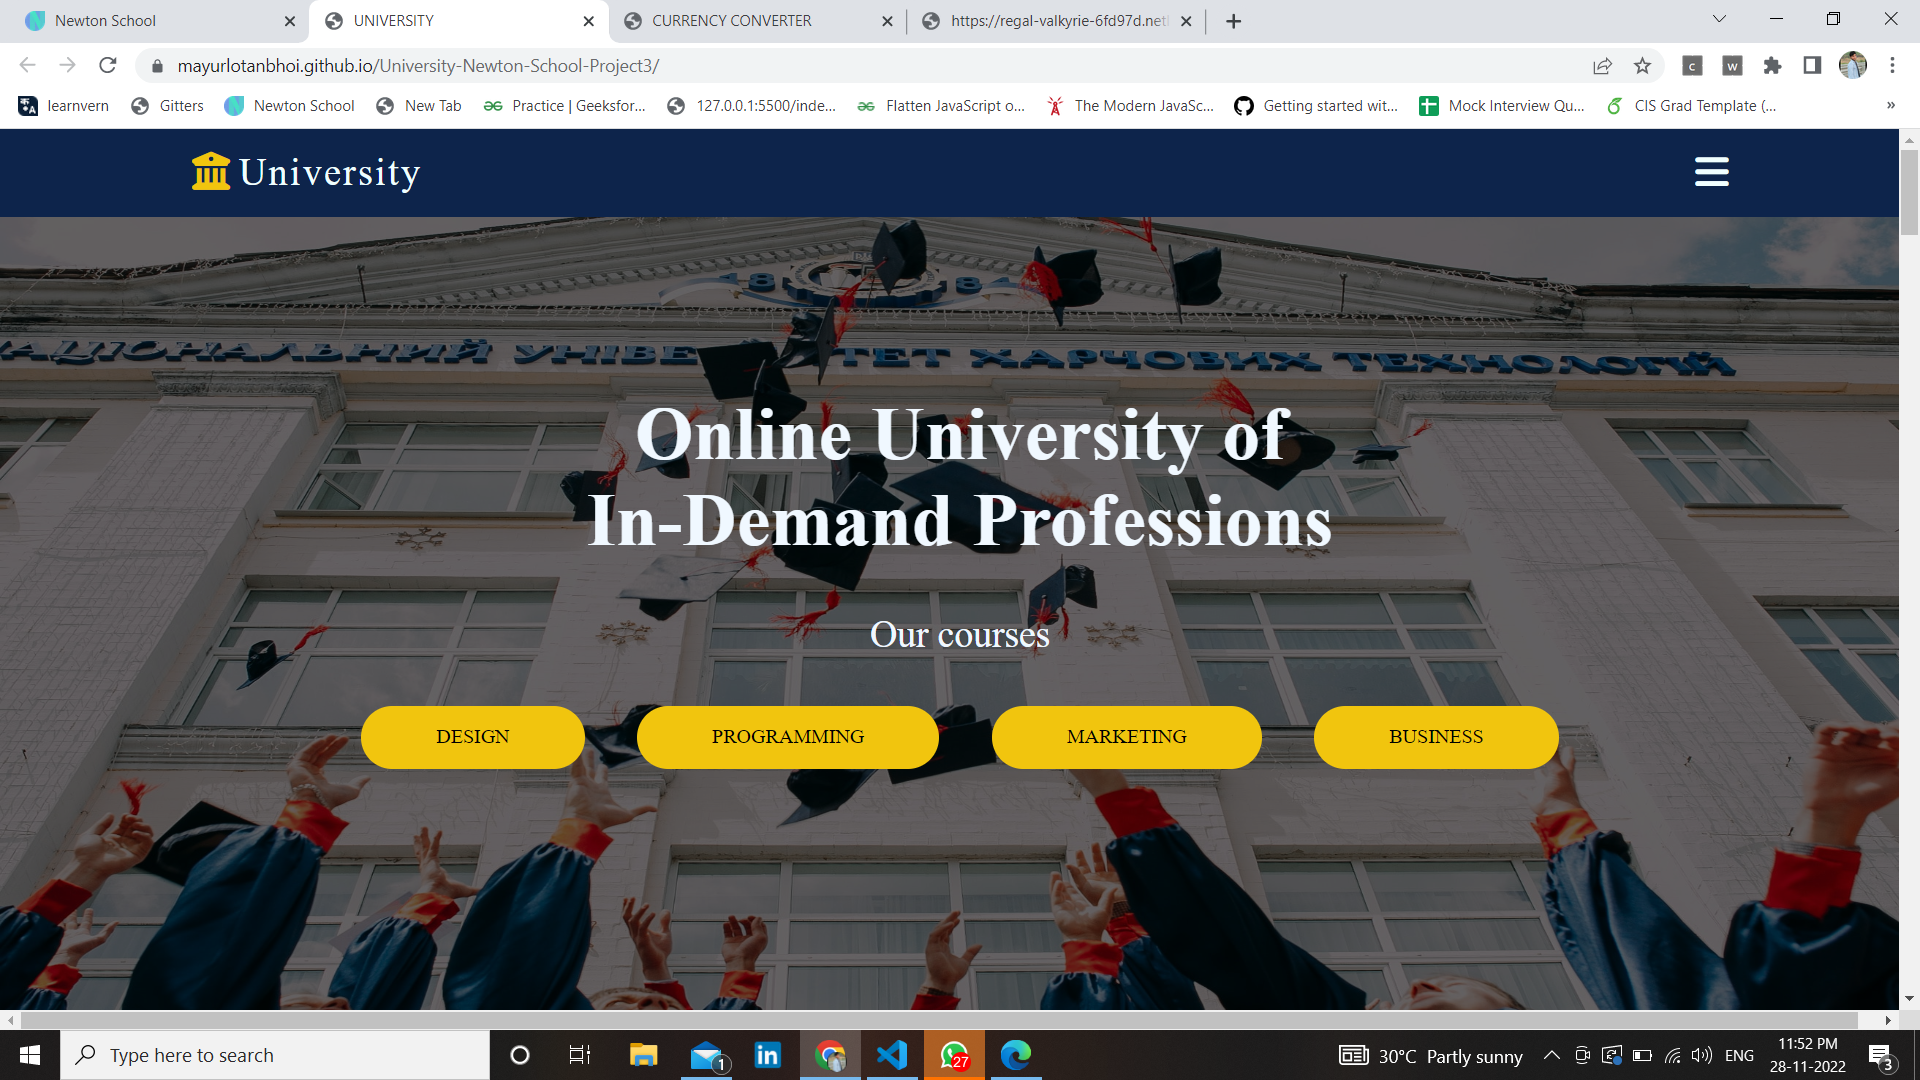 Newton School
UNIVERSITY
CURRENCY CONVERTER
https://regal-valkyrie-6fd97d.netl
mayurlotanbhoi.github.io/University-Newton-School-Project3/
C
W
learnvern
Gitters
Newton School
New Tab
Practice | Geeksfor...
127.0.0.1:5500/inde...
Flatten JavaScript o...
The Modern JavaSc...
Getting started wit...
Mock Interview Qu...
CIS Grad Template (...
»
University
1884
НАЦІОНАЛЬНИЙ УНІВЕ ТЕТ ХАРЧОВИХ ТЕХНОЛОГІЙ
Online University of
In-Demand Professions
Our courses
DESIGN
PROGRAMMING
MARKETING
BUSINESS
Type here to search
1
27
30°C Partly sunny
ENG
11:52 PM
28-11-2022
3